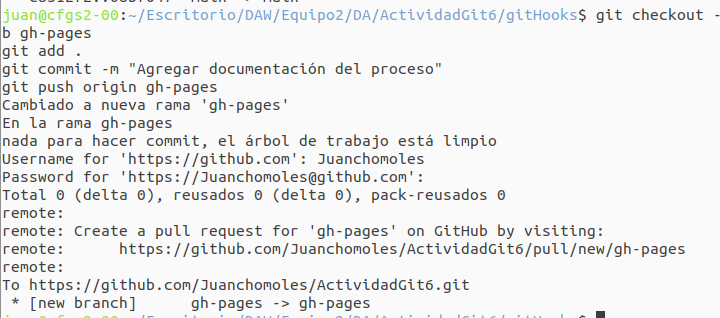 juan@cfgs2-00:~/Escritorio/DAW/Equipo2/DA/ActividadGit6/gitHooks$ git checkout -
b gh-pages
git add .
git commit -m "Agregar documentación del proceso"
git push origin gh-pages
Cambiado a nueva rama 'gh-pages'
En la rama gh-pages
nada para hacer commit, el árbol de trabajo está limpio
Username for 'https://github.com': Juanchomoles
Password for 'https://Juanchomoles@github.com':
Total 0 (delta 0), reusados 0 (delta 0), pack-reusados 0
remote:
remote: Create a pull request for 'gh-pages' on GitHub by visiting:
remote:      https://github.com/Juanchomoles/ActividadGit6/pull/new/gh-pages
remote:
To https://github.com/Juanchomoles/ActividadGit6.git
 * [new branch]      gh-pages -> gh-pages